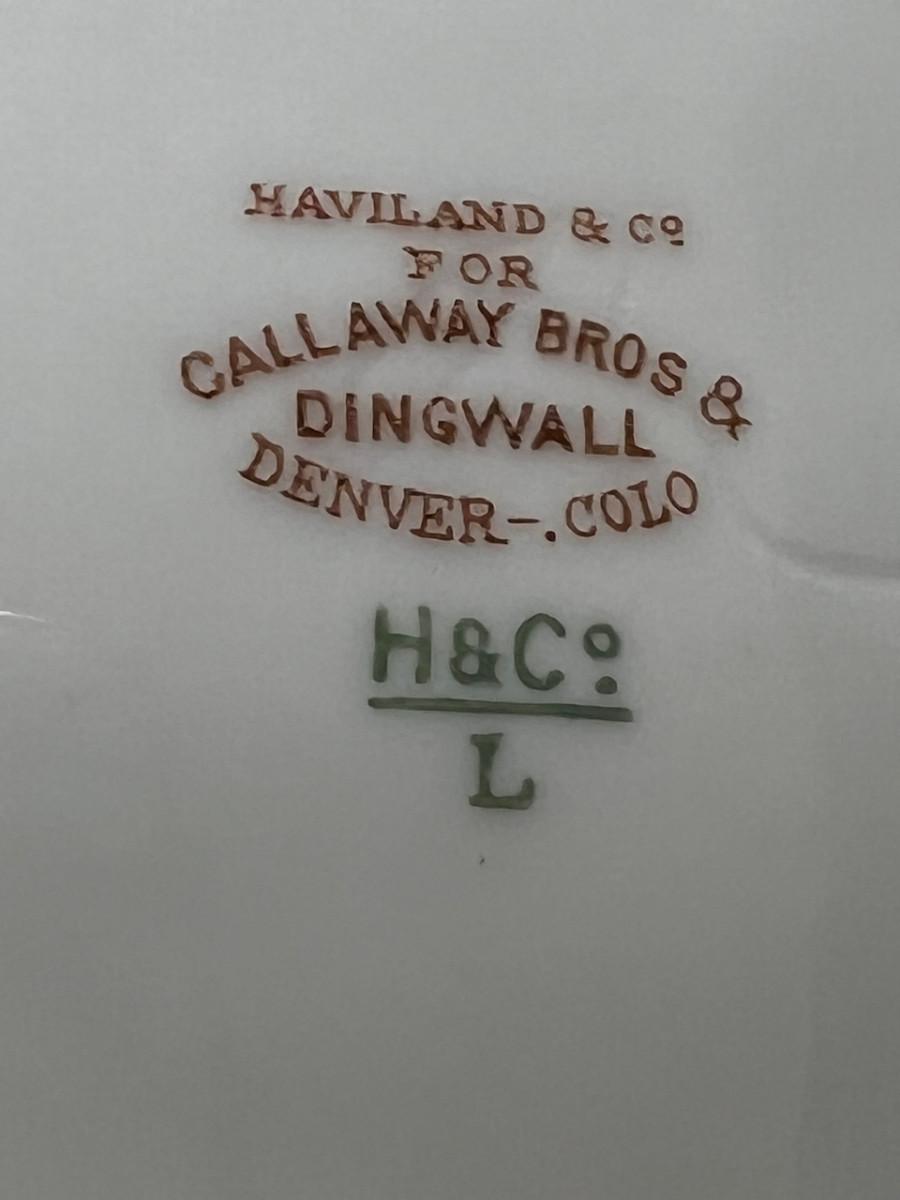 HAVILAND & Cº
FOR
CALLAWAY BROS &
DINGWALL
DENVER-.COLO
H&Cº
L